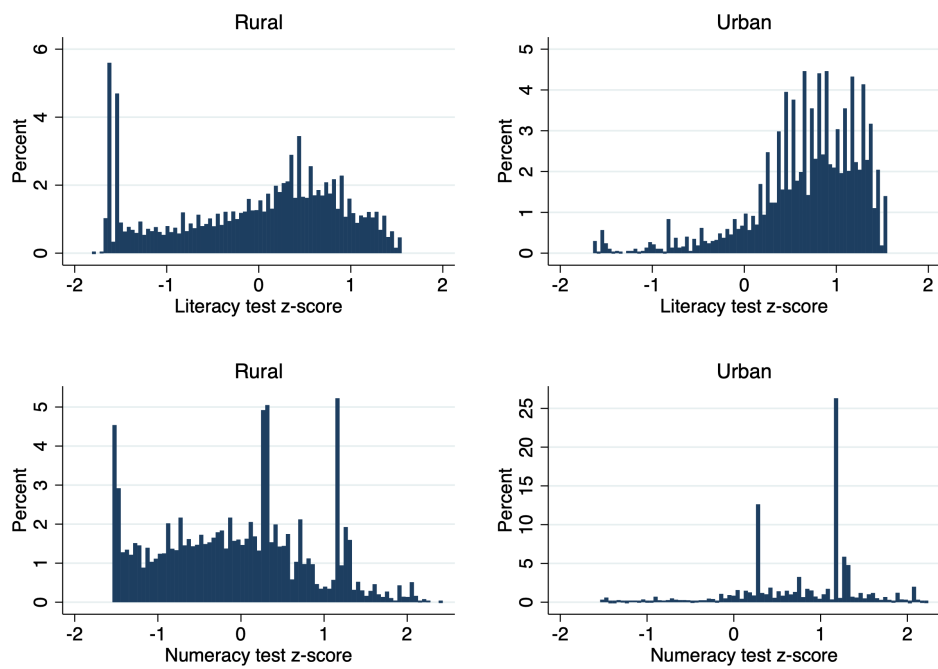 Rural
Percent
6
4
2
0
-2 -1 0 1 2
Literacy test z-score
Urban
Percent
5
4
3
2
1
0
-2 -1 0 1 2
Literacy test z-score
Rural
Percent
5
4
3
2
1
0
-2 -1 0 1 2
Numeracy test z-score
Urban
Percent
25
20
15
10
5
0
-2 -1 0 1 2
Numeracy test z-score